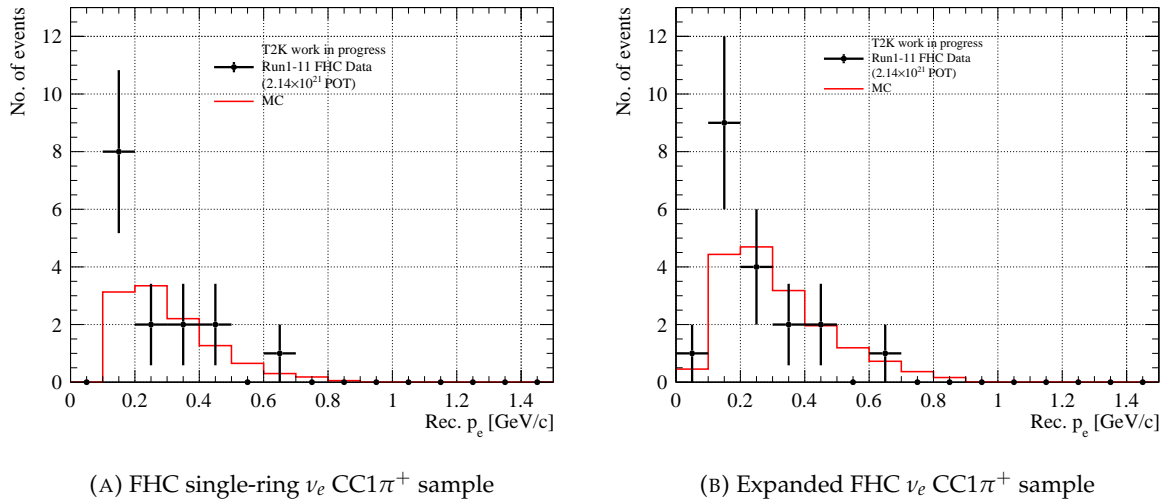 No. of events
12
10
8
6
4
2
0
T2K work in progress
Run1-11 FHC Data
(2.14×10²¹ POT)
MC
0 0.2 0.4 0.6 0.8 1 1.2 1.4
Rec. pₑ [GeV/c]
(A) FHC single-ring νₑ CC1π⁺ sample
No. of events
12
10
8
6
4
2
0
T2K work in progress
Run1-11 FHC Data
(2.14×10²¹ POT)
MC
0 0.2 0.4 0.6 0.8 1 1.2 1.4
Rec. pₑ [GeV/c]
(B) Expanded FHC νₑ CC1π⁺ sample